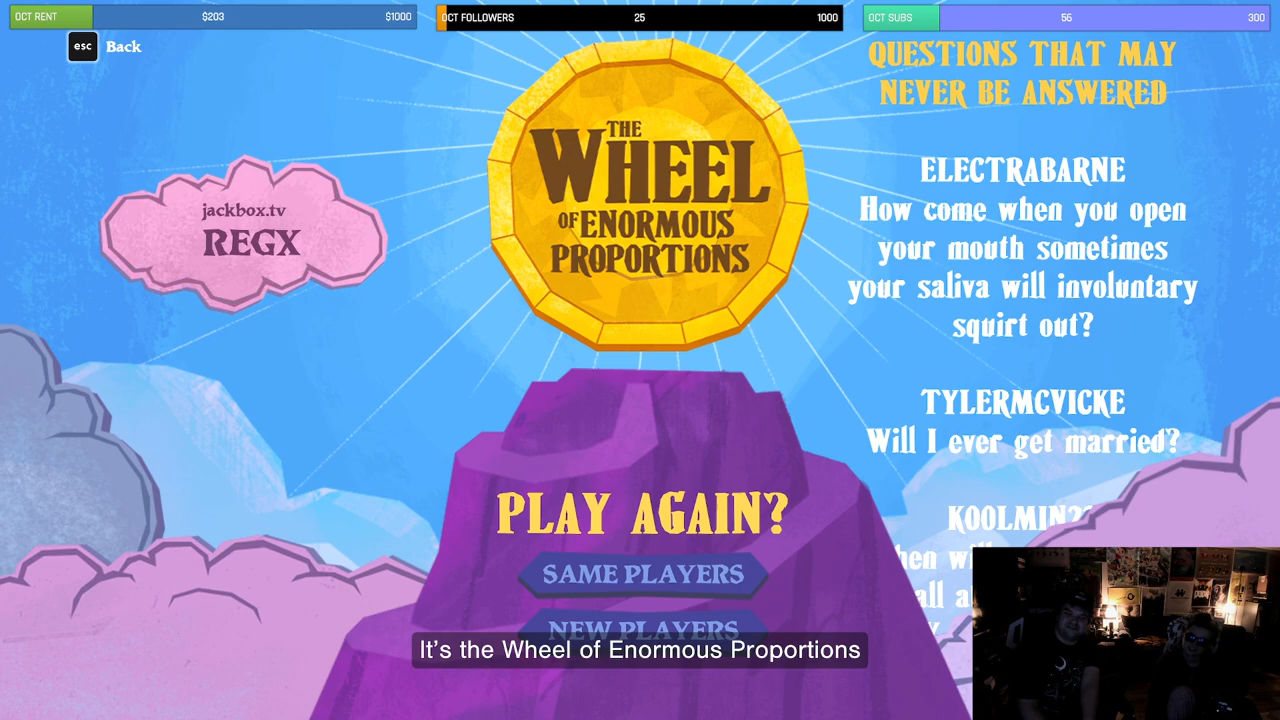 OCT RENT $203 $1000
OCT FOLLOWERS 25 1000
OCT SUBS 56 300
esc Back
jackbox.tv
REGX
THE
WHEEL
OF ENORMOUS
PROPORTIONS
QUESTIONS THAT MAY
NEVER BE ANSWERED
ELECTRABARNE
How come when you open
your mouth sometimes
your saliva will involuntary
squirt out?
TYLERMCVICKE
Will I ever get married?
PLAY AGAIN?
SAME PLAYERS
NEW PLAYERS
It's the Wheel of Enormous Proportions